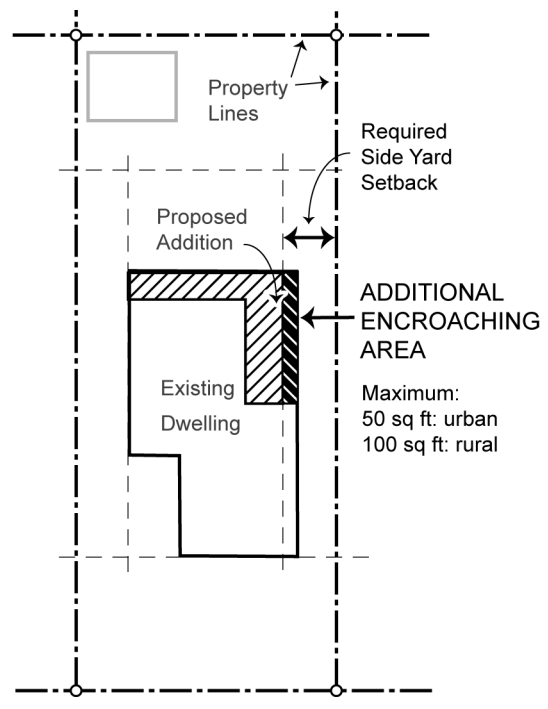 Property
Lines
Required
Side Yard
Setback
Proposed
Addition
ADDITIONAL
ENCROACHING
AREA
Maximum:
50 sq ft: urban
100 sq ft: rural
Existing
Dwelling